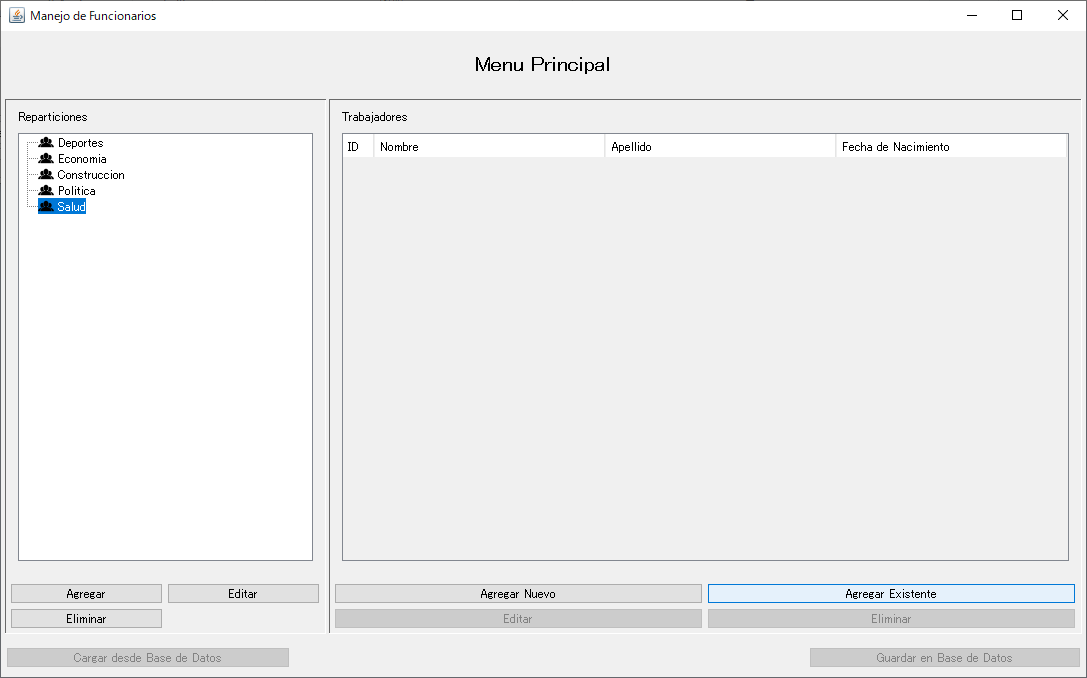 Manejo de Funcionarios
Menu Principal
Reparticiones
Deportes
Economia
Construccion
Politica
Salud
Agregar
Editar
Eliminar
Trabajadores
ID Nombre Apellido Fecha de Nacimiento
Agregar Nuevo
Agregar Existente
Editar
Eliminar
Cargar desde Base de Datos
Guardar en Base de Datos